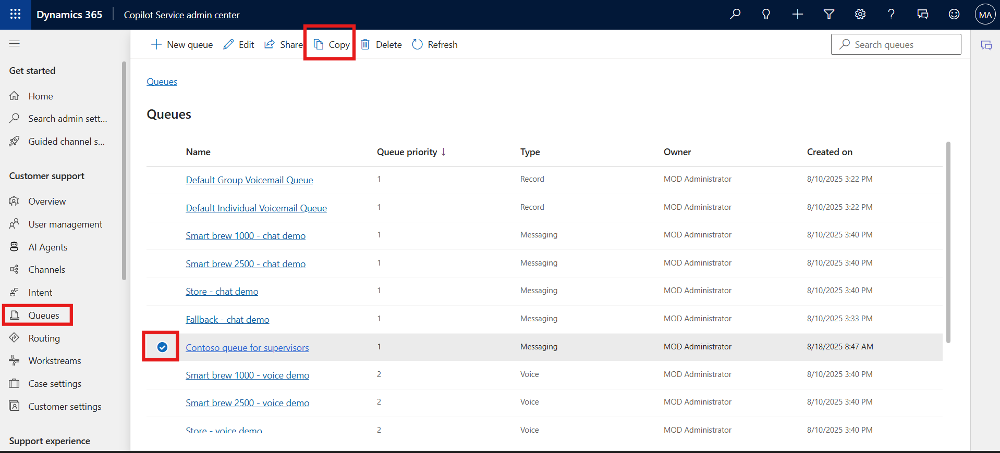 Dynamics 365
Copilot Service admin center
MA
New queue
Edit
Share
Copy
Delete
Refresh
Search queues
Get started
Home
Search admin sett...
Guided channel s...
Customer support
Overview
User management
AI Agents
Channels
Intent
Queues
Routing
Workstreams
Case settings
Customer settings
Support experience
Queues
Queues
Name Queue priority ↓ Type Owner Created on
Default Group Voicemail Queue 1 Record MOD Administrator 8/10/2025 3:22 PM
Default Individual Voicemail Queue 1 Record MOD Administrator 8/10/2025 3:22 PM
Smart brew 1000 - chat demo 1 Messaging MOD Administrator 8/10/2025 3:40 PM
Smart brew 2500 - chat demo 1 Messaging MOD Administrator 8/10/2025 3:40 PM
Store - chat demo 1 Messaging MOD Administrator 8/10/2025 3:40 PM
Fallback - chat demo 1 Messaging MOD Administrator 8/10/2025 3:33 PM
Contoso queue for supervisors 1 Messaging MOD Administrator 8/18/2025 8:47 AM
Smart brew 1000 - voice demo 2 Voice MOD Administrator 8/10/2025 3:40 PM
Smart brew 2500 - voice demo 2 Voice MOD Administrator 8/10/2025 3:40 PM
Store - voice demo 2 Voice MOD Administrator 8/10/2025 3:40 PM